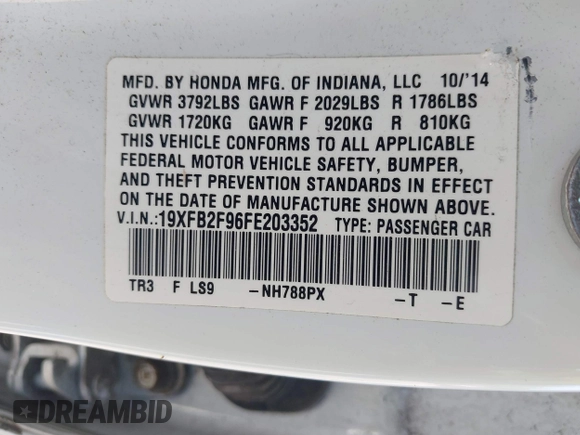 MFD. BY HONDA MFG. OF INDIANA, LLC 10/'14
GVWR 3792LBS GAWR F 2029LBS R 1786LBS
GVWR 1720KG GAWR F 920KG R 810KG
THIS VEHICLE CONFORMS TO ALL APPLICABLE
FEDERAL MOTOR VEHICLE SAFETY, BUMPER,
AND THEFT PREVENTION STANDARDS IN EFFECT
ON THE DATE OF MANUFACTURE SHOWN ABOVE.
V.I.N.:19XFB2F96FE203352 TYPE: PASSENGER CAR
TR3 F LS9 -NH788PX -T -E
DREAMBID